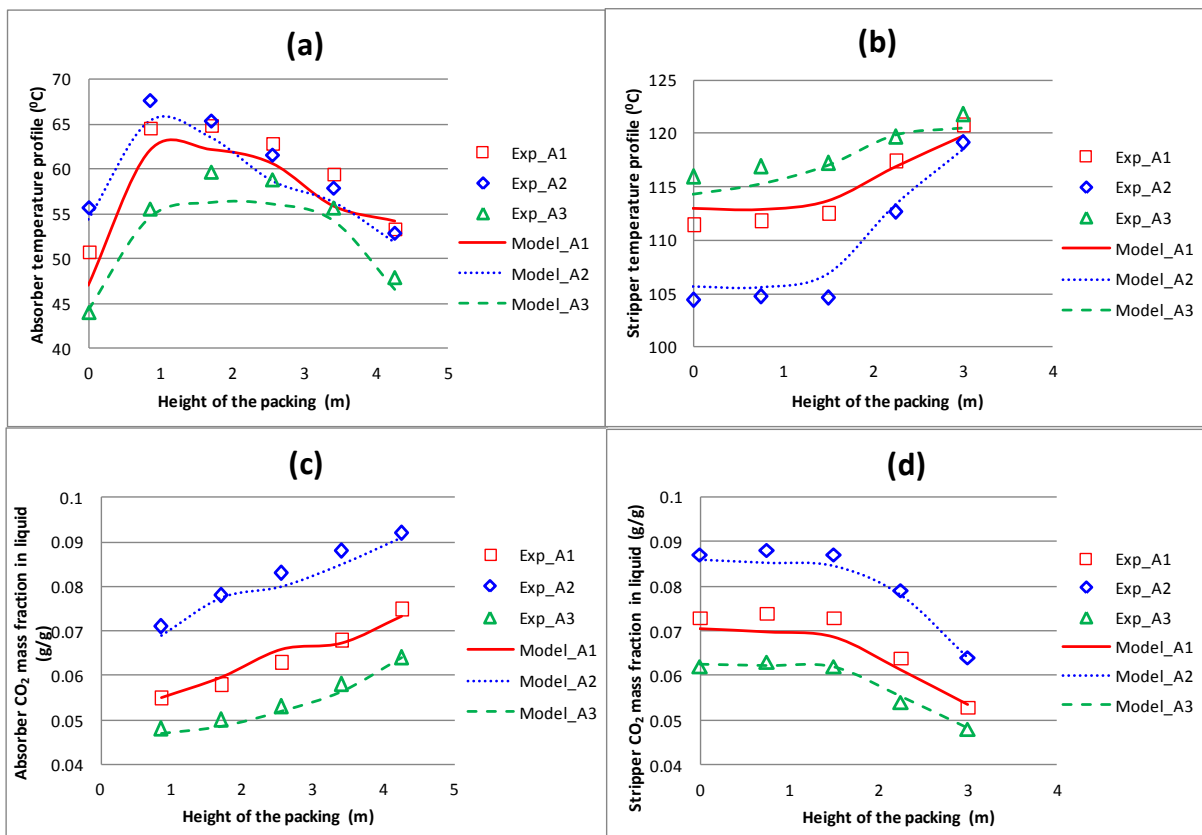 (a)
Absorber temperature profile (⁰C)
70
65
60
55
50
45
40
0 1 2 3 4 5
Height of the packing (m)
Exp_A1
Exp_A2
Exp_A3
Model_A1
Model_A2
Model_A3
(b)
Stripper temperature profile (⁰C)
125
120
115
110
105
100
0 1 2 3 4
Height of the packing (m)
Exp_A1
Exp_A2
Exp_A3
Model_A1
Model_A2
Model_A3
(c)
Absorber CO₂ mass fraction in liquid
(g/g)
0.1
0.09
0.08
0.07
0.06
0.05
0.04
0 1 2 3 4 5
Height of the packing (m)
Exp_A1
Exp_A2
Exp_A3
Model_A1
Model_A2
Model_A3
(d)
Stripper CO₂ mass fraction in liquid (g/g)
0.1
0.09
0.08
0.07
0.06
0.05
0.04
0 1 2 3 4
Height of the packing (m)
Exp_A1
Exp_A2
Exp_A3
Model_A1
Model_A2
Model_A3